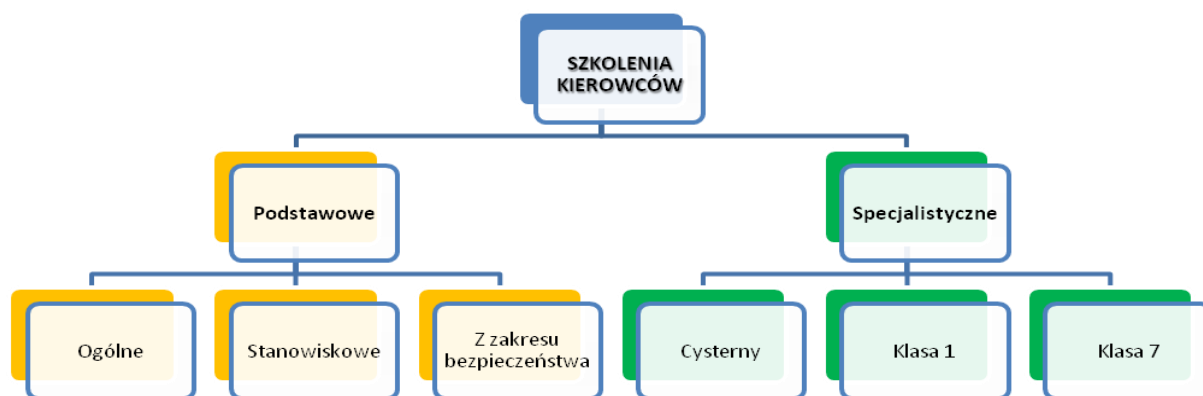 SZKOLENIA
KIEROWCÓW
Podstawowe
Specjalistyczne
Ogólne
Stanowiskowe
Z zakresu
bezpieczeństwa
Cysterny
Klasa 1
Klasa 7